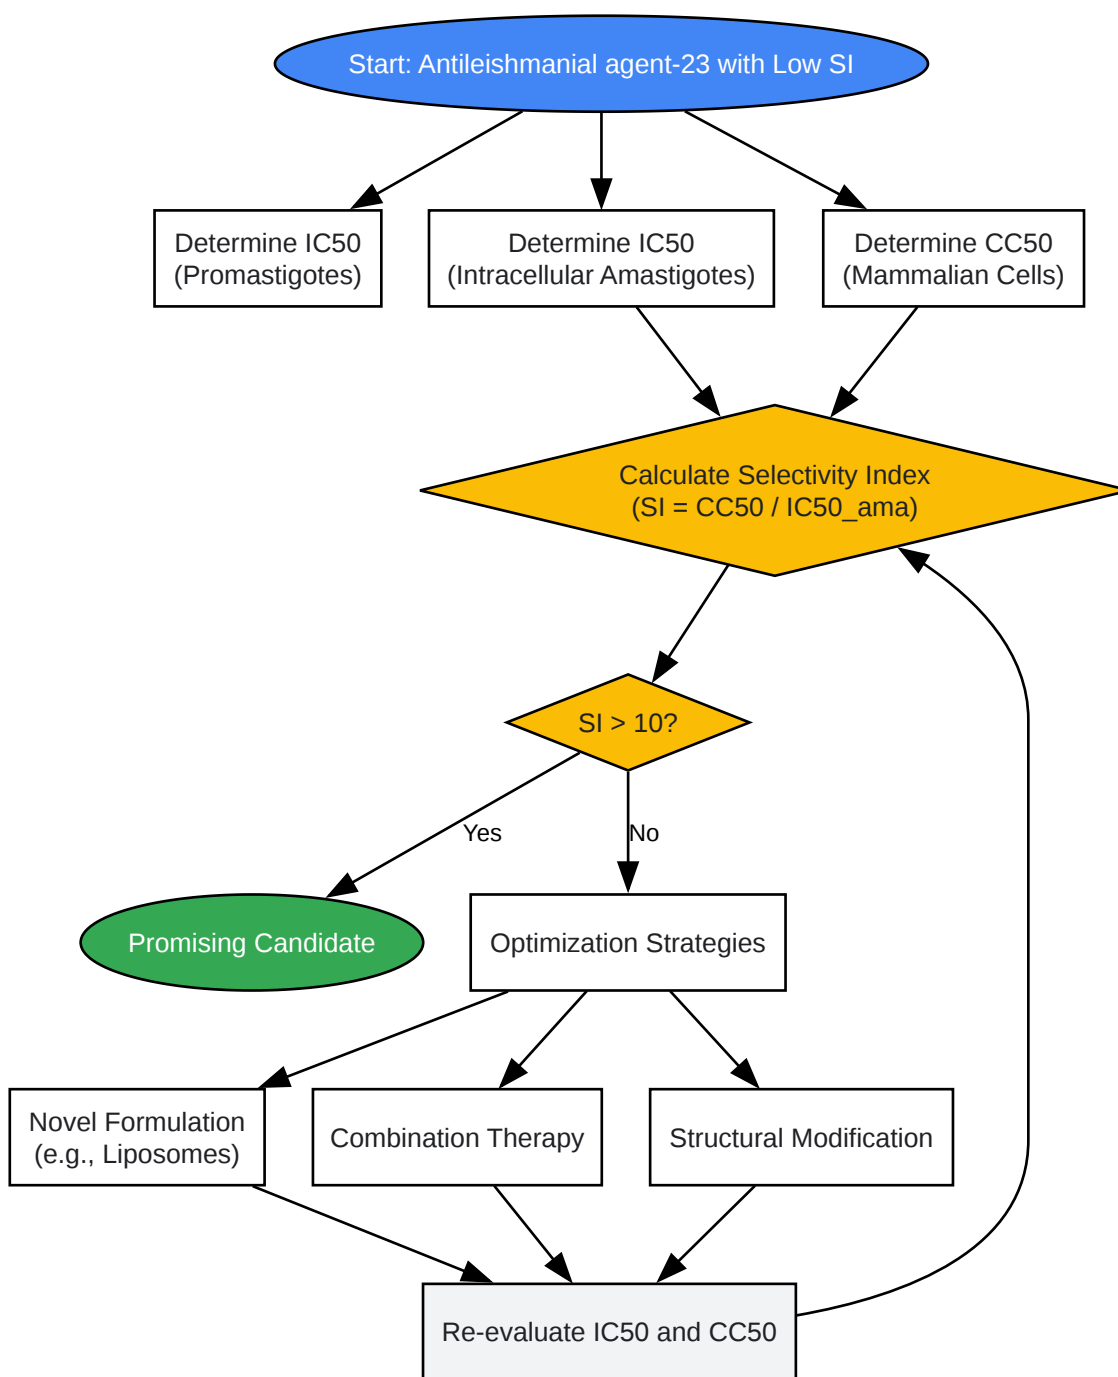 Start: Antileishmanial agent-23 with Low SI
Determine IC50
(Promastigotes)
Determine IC50
(Intracellular Amastigotes)
Determine CC50
(Mammalian Cells)
Calculate Selectivity Index
(SI = CC50 / IC50_ama)
SI > 10?
Yes
No
Promising Candidate
Optimization Strategies
Novel Formulation
(e.g., Liposomes)
Combination Therapy
Structural Modification
Re-evaluate IC50 and CC50